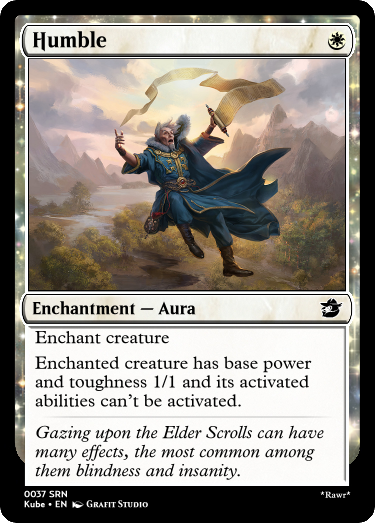 Humble
Enchantment — Aura
Enchant creature
Enchanted creature has base power
and toughness 1/1 and its activated
abilities can't be activated.
Gazing upon the Elder Scrolls can have
many effects, the most common among
them blindness and insanity.
0037 SRN
Kube • EN Grafit Studio
*Rawr*